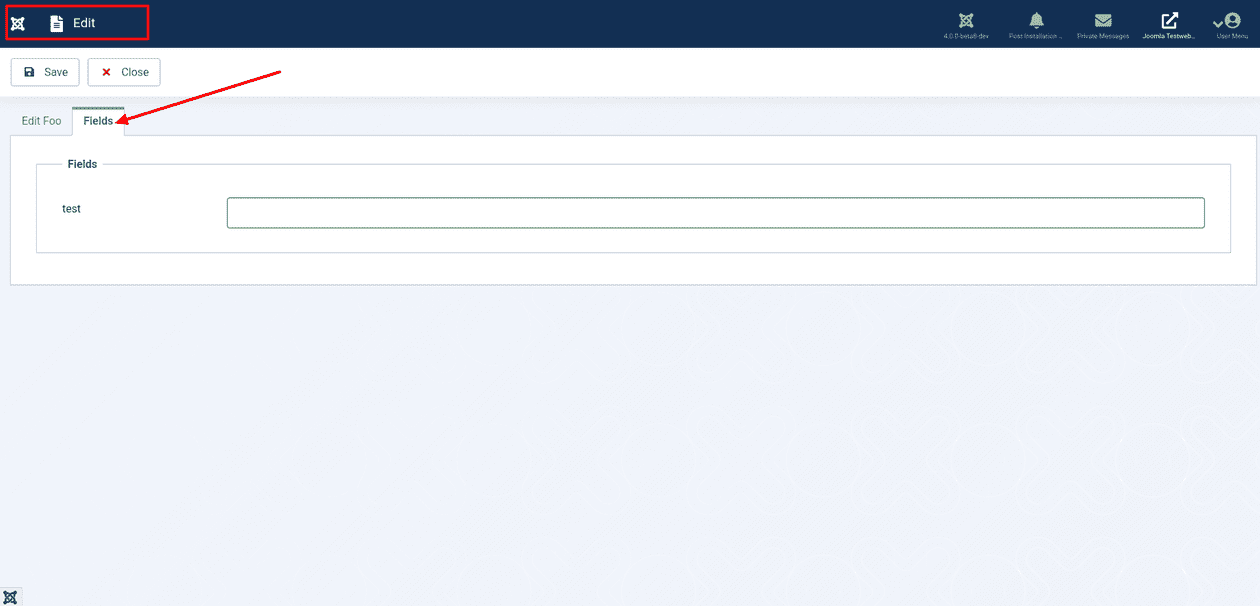 Edit
4.0.0-beta8-dev
Post Installation ...
Private Messages
Joomla Testweb...
User Menu
Save
Close
Edit Foo
Fields
Fields
test